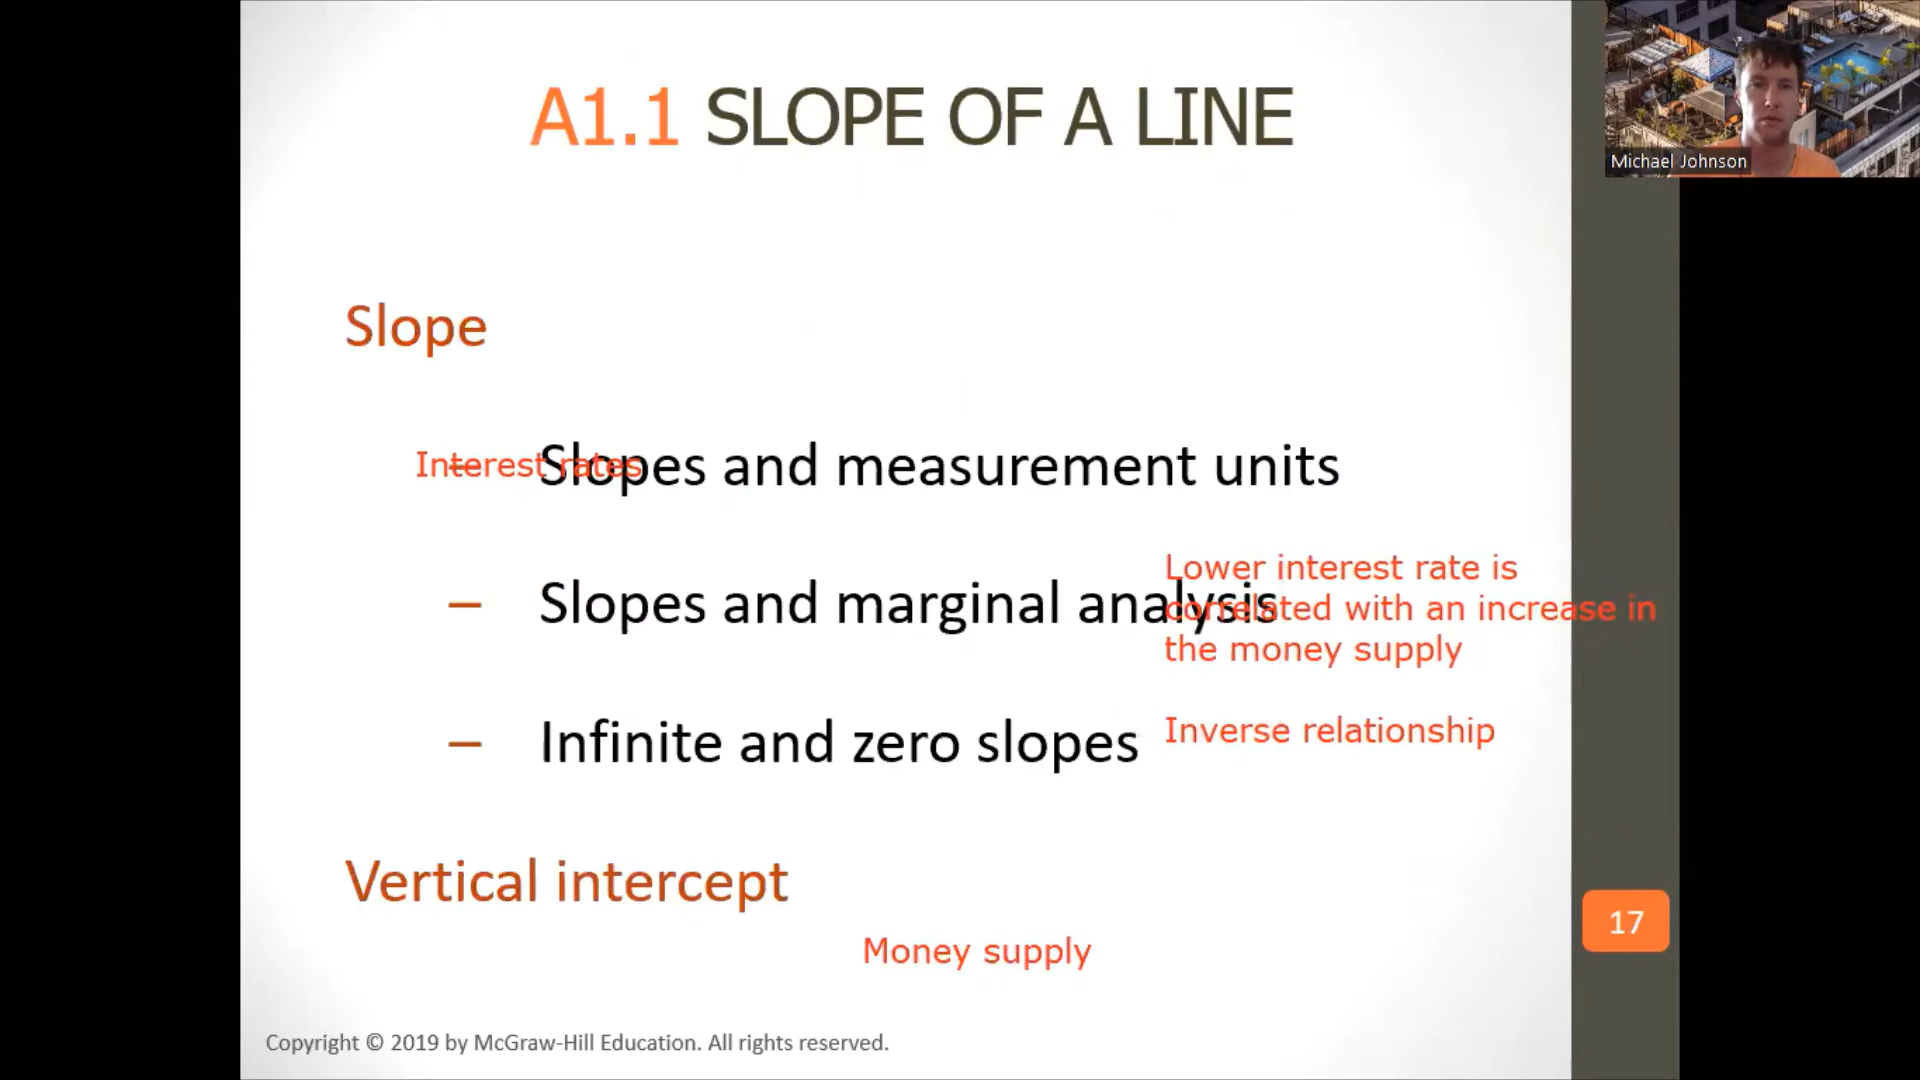 A1.1 SLOPE OF A LINE
Michael Johnson
Slope
Interest rates
– Slopes and measurement units
Lower interest rate is
correlated with an increase in
the money supply
– Slopes and marginal analysis
Inverse relationship
– Infinite and zero slopes
Vertical intercept
17
Money supply
Copyright © 2019 by McGraw-Hill Education. All rights reserved.